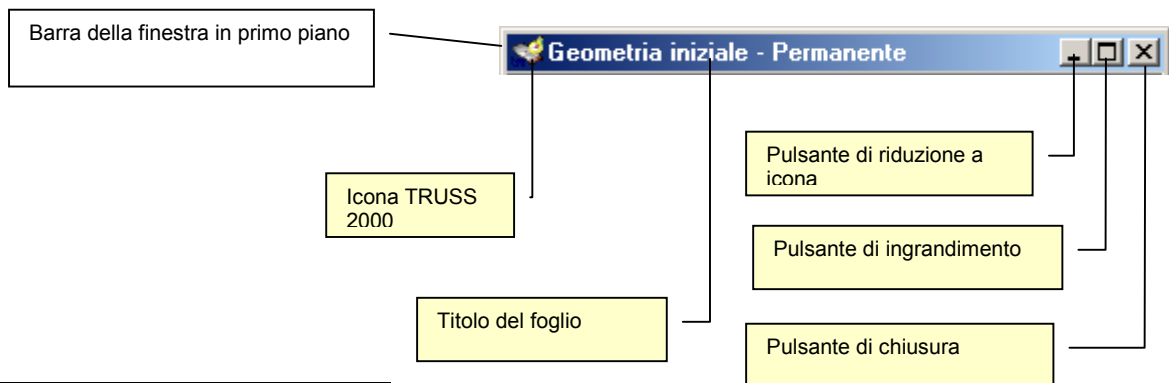 Barra della finestra in primo piano
Geometria iniziale - Permanente
Pulsante di riduzione a
icona
Icona TRUSS
2000
Pulsante di ingrandimento
Titolo del foglio
Pulsante di chiusura